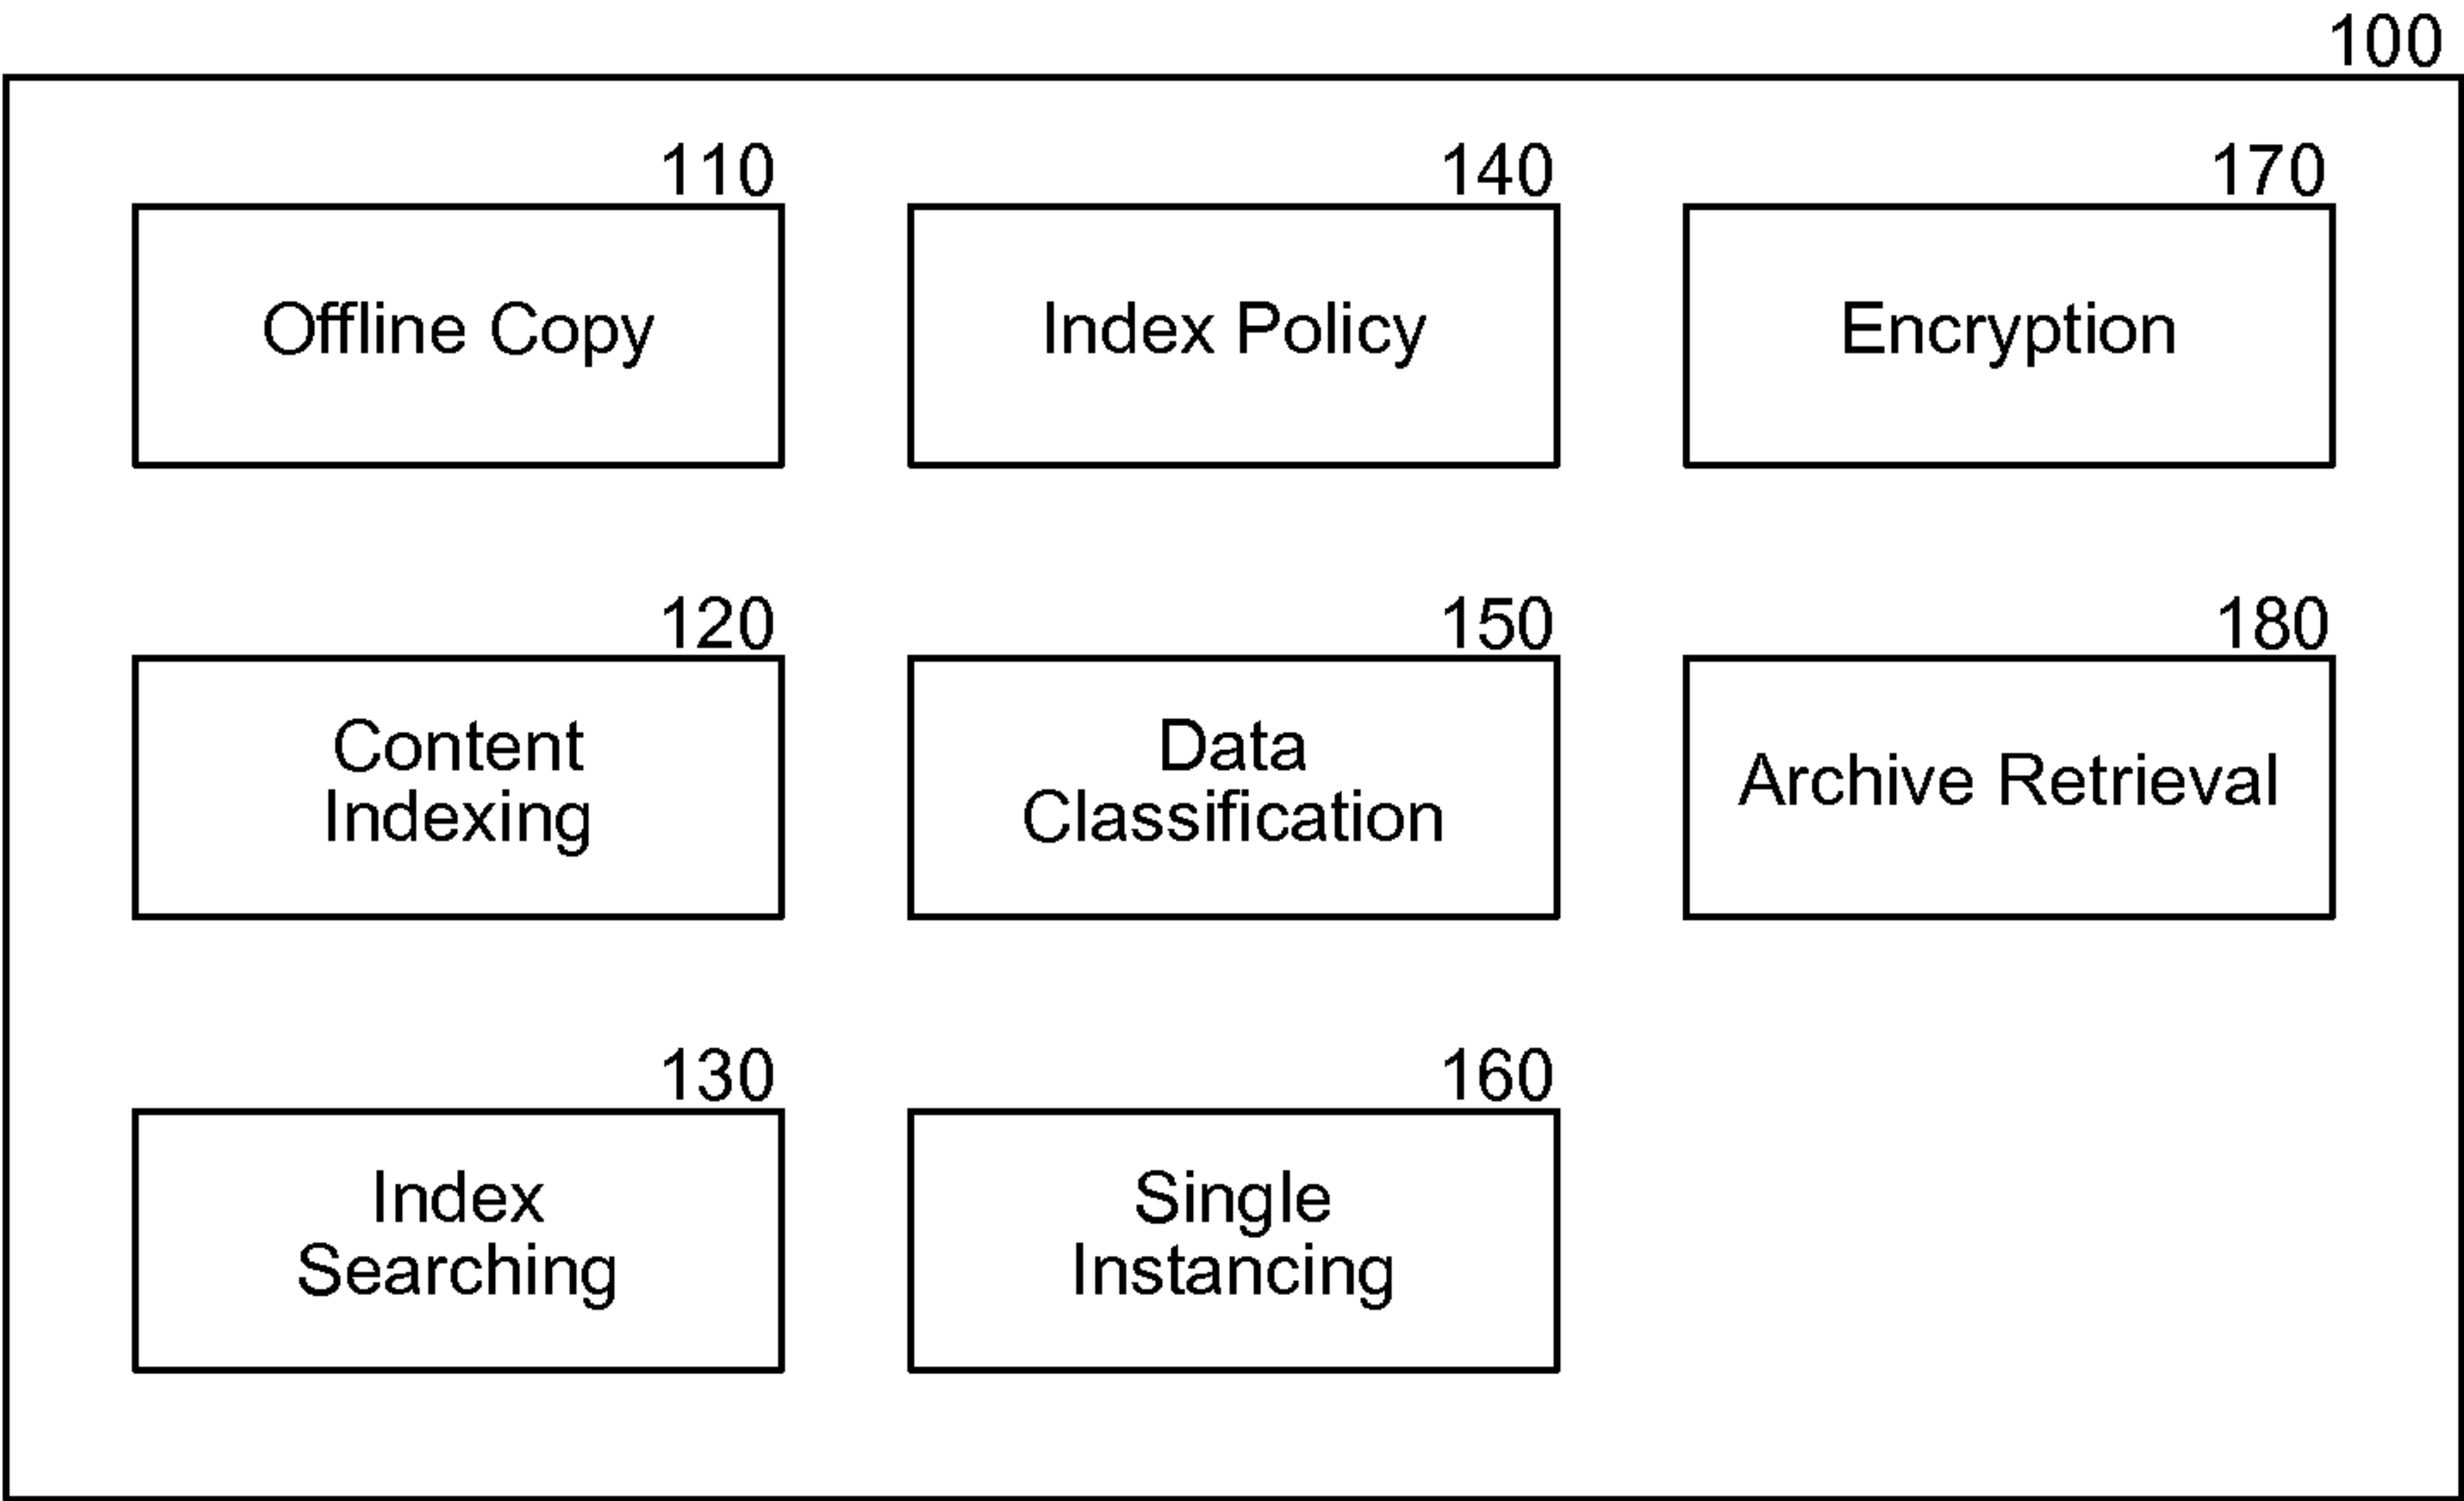 100
110
Offline Copy
140
Index Policy
170
Encryption
120
Content
Indexing
150
Data
Classification
180
Archive Retrieval
130
Index
Searching
160
Single
Instancing